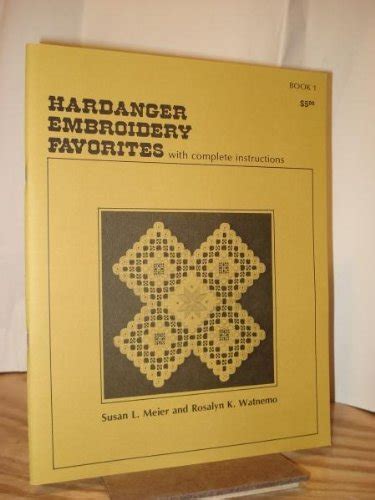 BOOK 1
$5.00
HARDANGER
EMBROIDERY
FAVORITES with complete instructions
Susan L. Meier and Rosalyn K. Watnemo